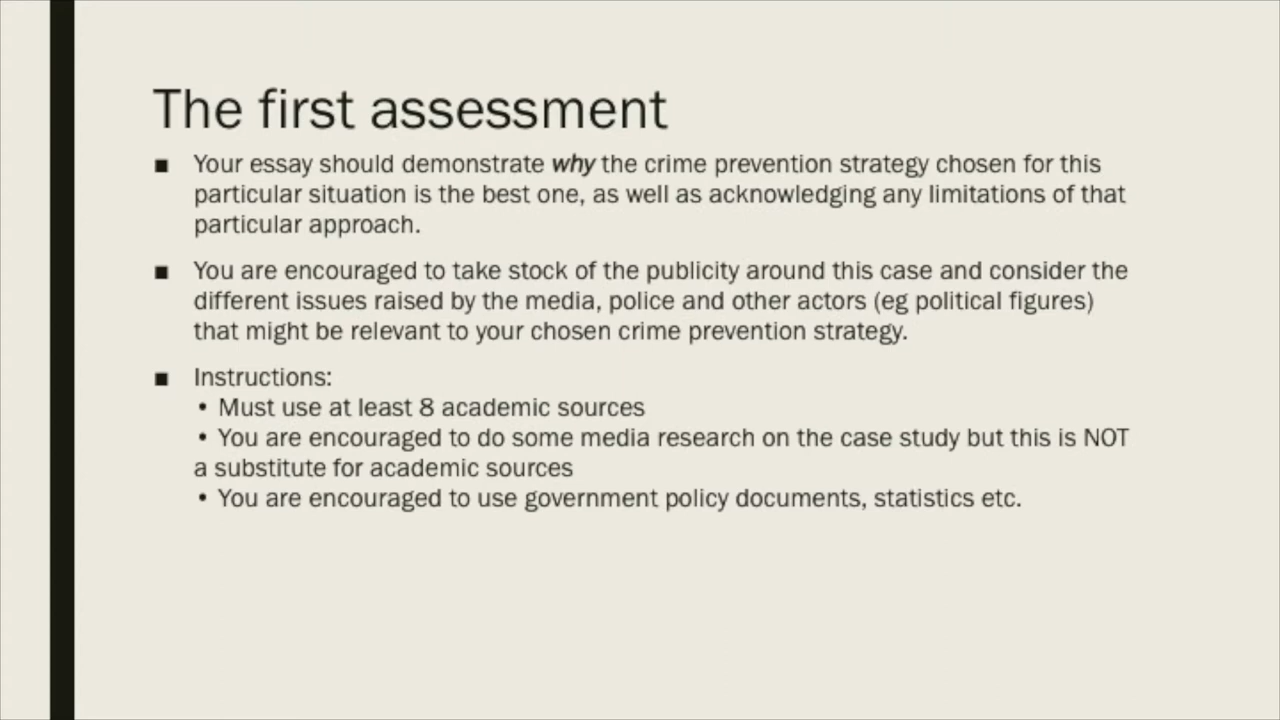 The first assessment
■ Your essay should demonstrate why the crime prevention strategy chosen for this
particular situation is the best one, as well as acknowledging any limitations of that
particular approach.
■ You are encouraged to take stock of the publicity around this case and consider the
different issues raised by the media, police and other actors (eg political figures)
that might be relevant to your chosen crime prevention strategy.
■ Instructions:
• Must use at least 8 academic sources
• You are encouraged to do some media research on the case study but this is NOT
a substitute for academic sources
• You are encouraged to use government policy documents, statistics etc.